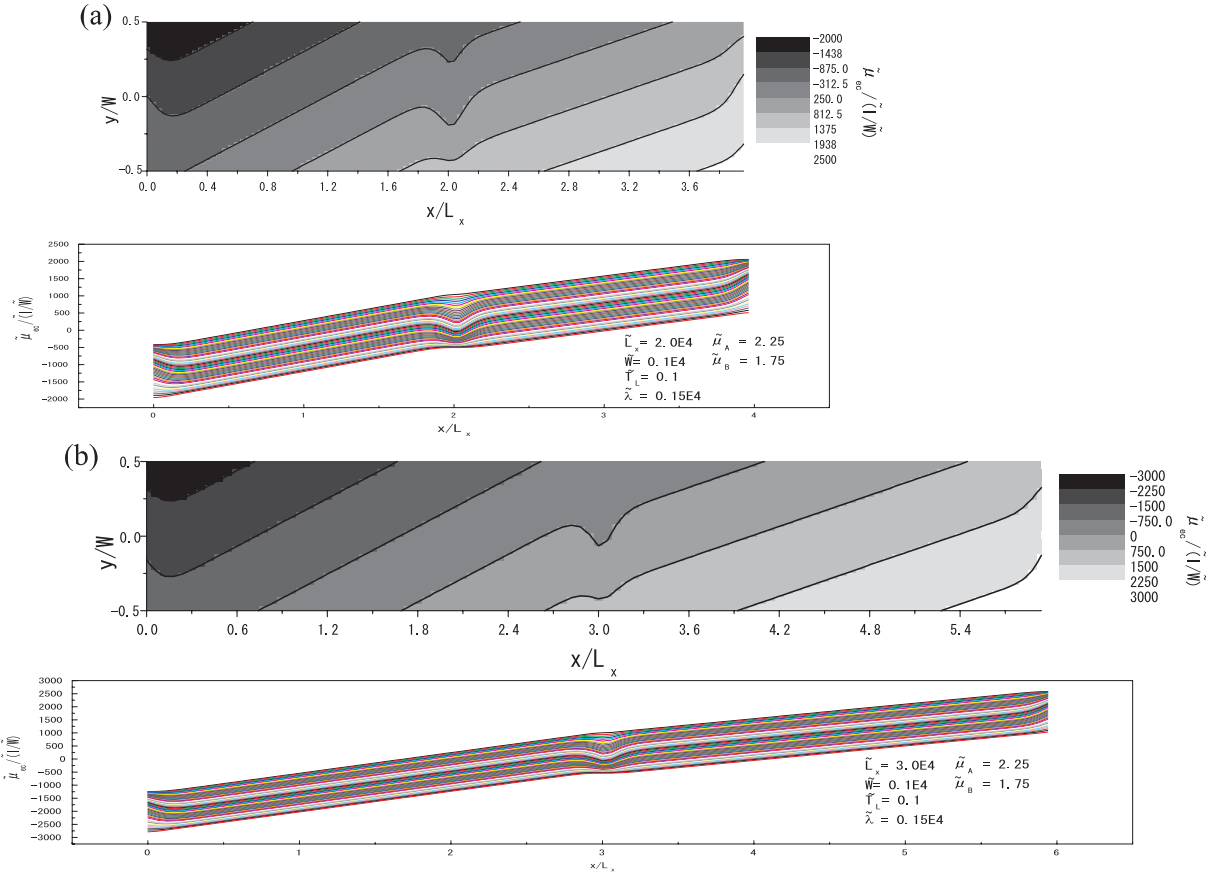 (a)
0.5
0.0
-0.5
y/W
0.0 0.4 0.8 1.2 1.6 2.0 2.4 2.8 3.2 3.6
x/L x
-2000
-1438
-875.0
-312.5
250.0
812.5
1375
1938
2500
μ̃ ec /(Ĩ/W̃)
2500
2000
1500
1000
500
0
-500
-1000
-1500
-2000
μ̃ ec /(Ĩ/W̃)
0 1 2 3 4
x/L x
L̃ x = 2.0E4 μ̃ A = 2.25
W̃= 0.1E4 μ̃ B = 1.75
T̃ L = 0.1
λ̃ = 0.15E4
(b)
0.5
0.0
-0.5
y/W
0.0 0.6 1.2 1.8 2.4 3.0 3.6 4.2 4.8 5.4
x/L x
-3000
-2250
-1500
-750.0
0
750.0
1500
2250
3000
μ̃ ec /(Ĩ/W̃)
3000
2500
2000
1500
1000
500
0
-500
-1000
-1500
-2000
-2500
-3000
μ̃ ec /(Ĩ/W̃)
0 1 2 3 4 5 6
x/L x
L̃ x = 3.0E4 μ̃ A = 2.25
W̃= 0.1E4 μ̃ B = 1.75
T̃ L = 0.1
λ̃ = 0.15E4